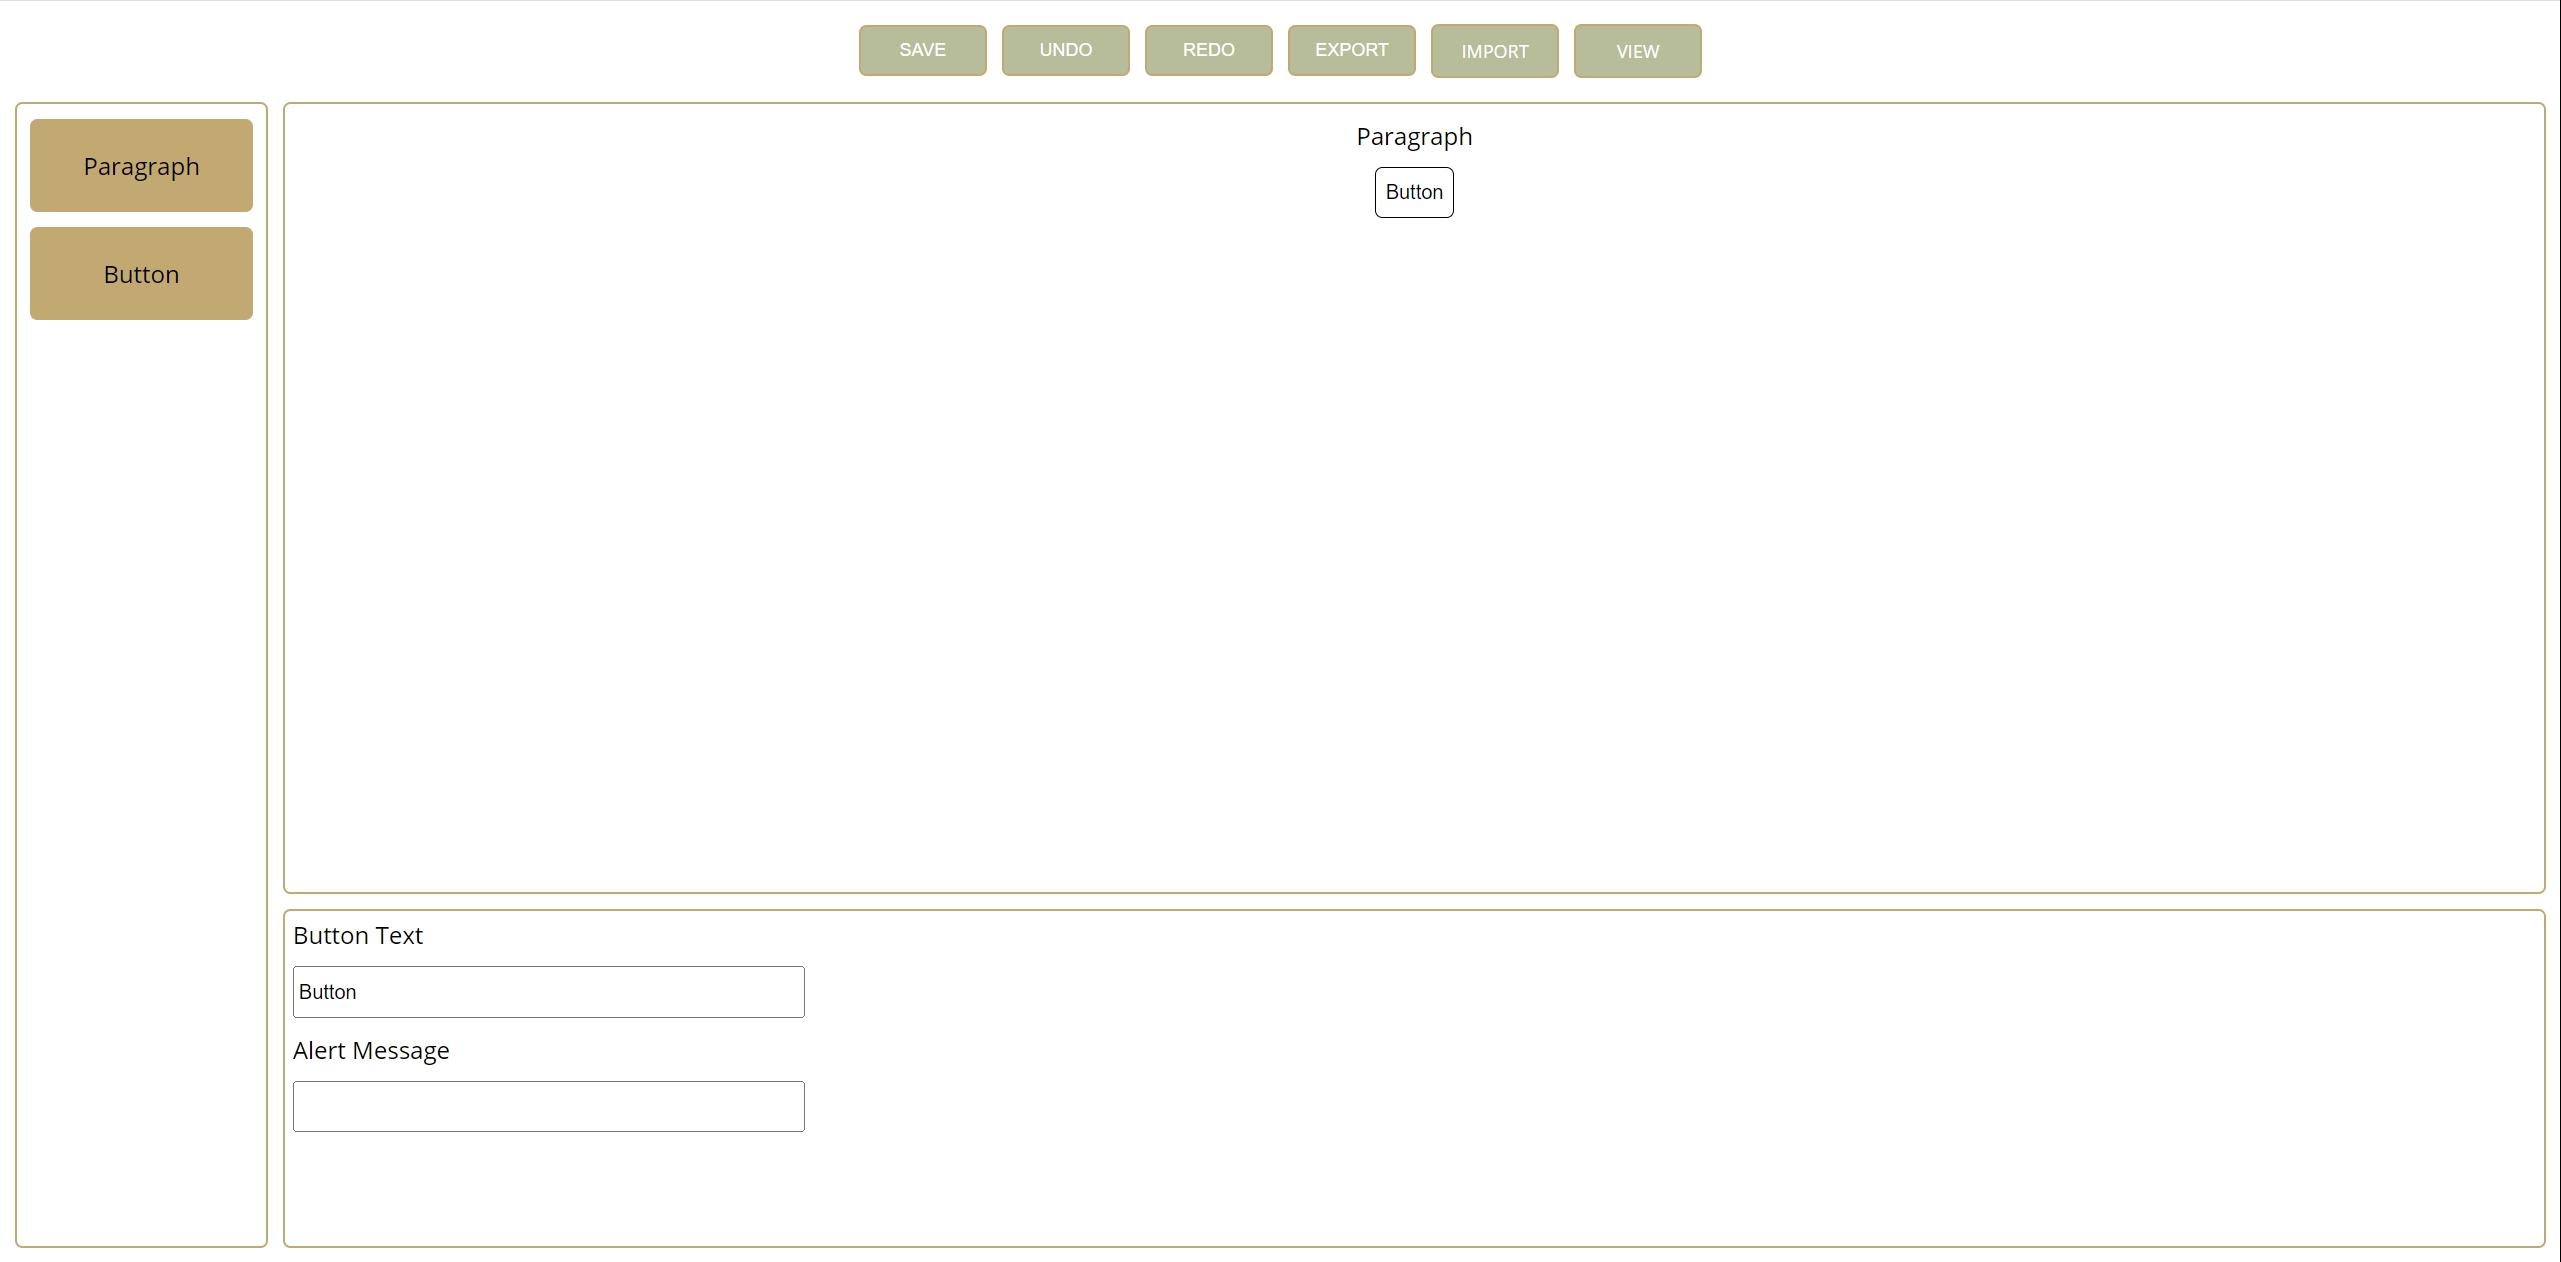 SAVE UNDO REDO EXPORT IMPORT VIEW
Paragraph
Button
Paragraph
Button
Button Text
Button
Alert Message